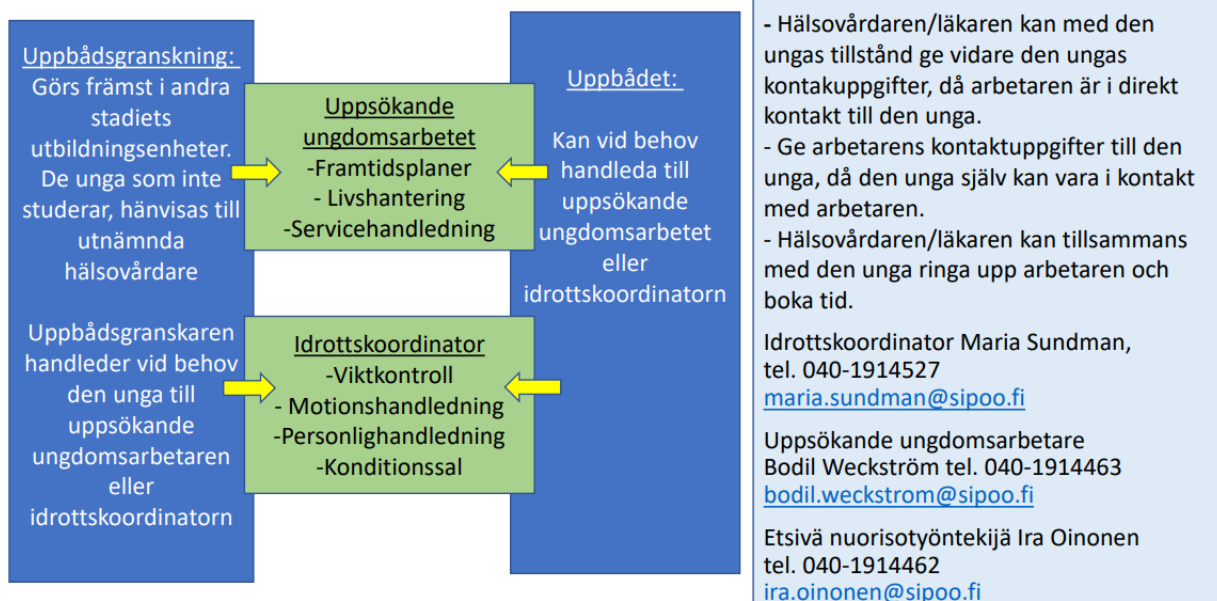 Uppbådsgranskning:
Görs främst i andra
stadiets
utbildningsenheter.
De unga som inte
studerar, hänvisas till
utnämnda
hälsovårdare
Uppbådsgranskaren
handleder vid behov
den unga till
uppsökande
ungdomsarbetaren
eller
idrottskoordinatorn
Uppsökande
ungdomsarbetet
-Framtidsplaner
- Livshantering
-Servicehandledning
Idrottskoordinator
-Viktkontroll
- Motionshandledning
-Personlighandledning
-Konditionssal
Uppbådet:
Kan vid behov
handleda till
uppsökande
ungdomsarbetet
eller
idrottskoordinatorn
- Hälsovårdaren/läkaren kan med den
ungas tillstånd ge vidare den ungas
kontakuppgifter, då arbetaren är i direkt
kontakt till den unga.
- Ge arbetarens kontaktuppgifter till den
unga, då den unga själv kan vara i kontakt
med arbetaren.
- Hälsovårdaren/läkaren kan tillsammans
med den unga ringa upp arbetaren och
boka tid.
Idrottskoordinator Maria Sundman,
tel. 040-1914527
maria.sundman@sipoo.fi
Uppsökande ungdomsarbetare
Bodil Weckström tel. 040-1914463
bodil.weckstrom@sipoo.fi
Etsivä nuorisotyöntekijä Ira Oinonen
tel. 040-1914462
ira.oinonen@sipoo.fi